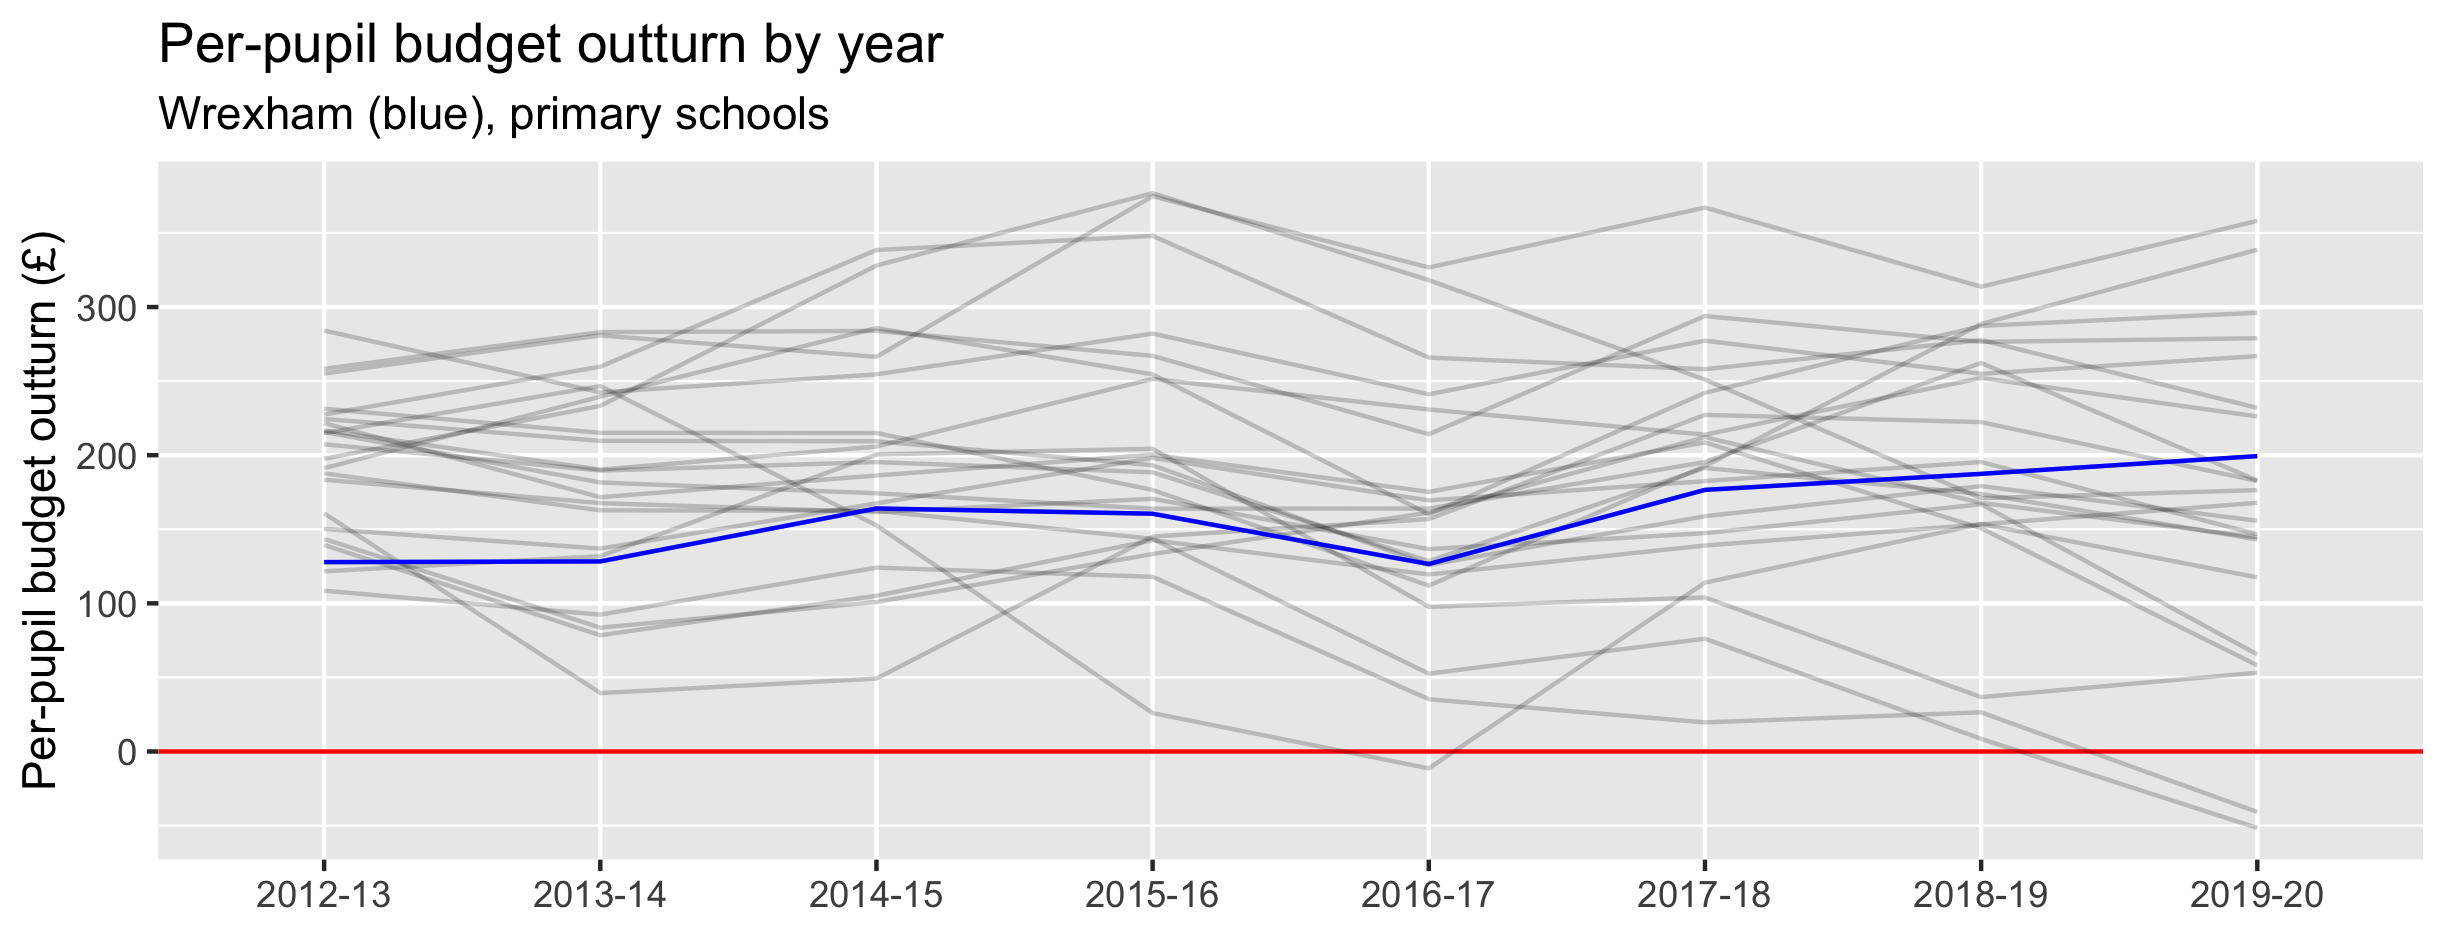 Per-pupil budget outturn by year
Wrexham (blue), primary schools
Per-pupil budget outturn (£)
300
200
100
0
2012-13 2013-14 2014-15 2015-16 2016-17 2017-18 2018-19 2019-20